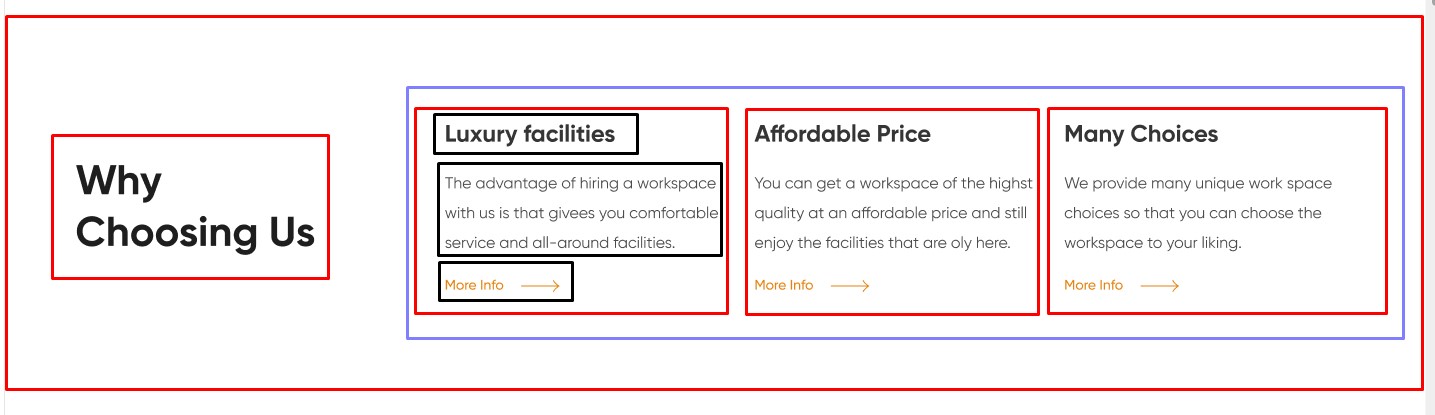 Why
Choosing Us
Luxury facilities
The advantage of hiring a workspace
with us is that givees you comfortable
service and all-around facilities.
More Info
Affordable Price
You can get a workspace of the highst
quality at an affordable price and still
enjoy the facilities that are oly here.
More Info
Many Choices
We provide many unique work space
choices so that you can choose the
workspace to your liking.
More Info